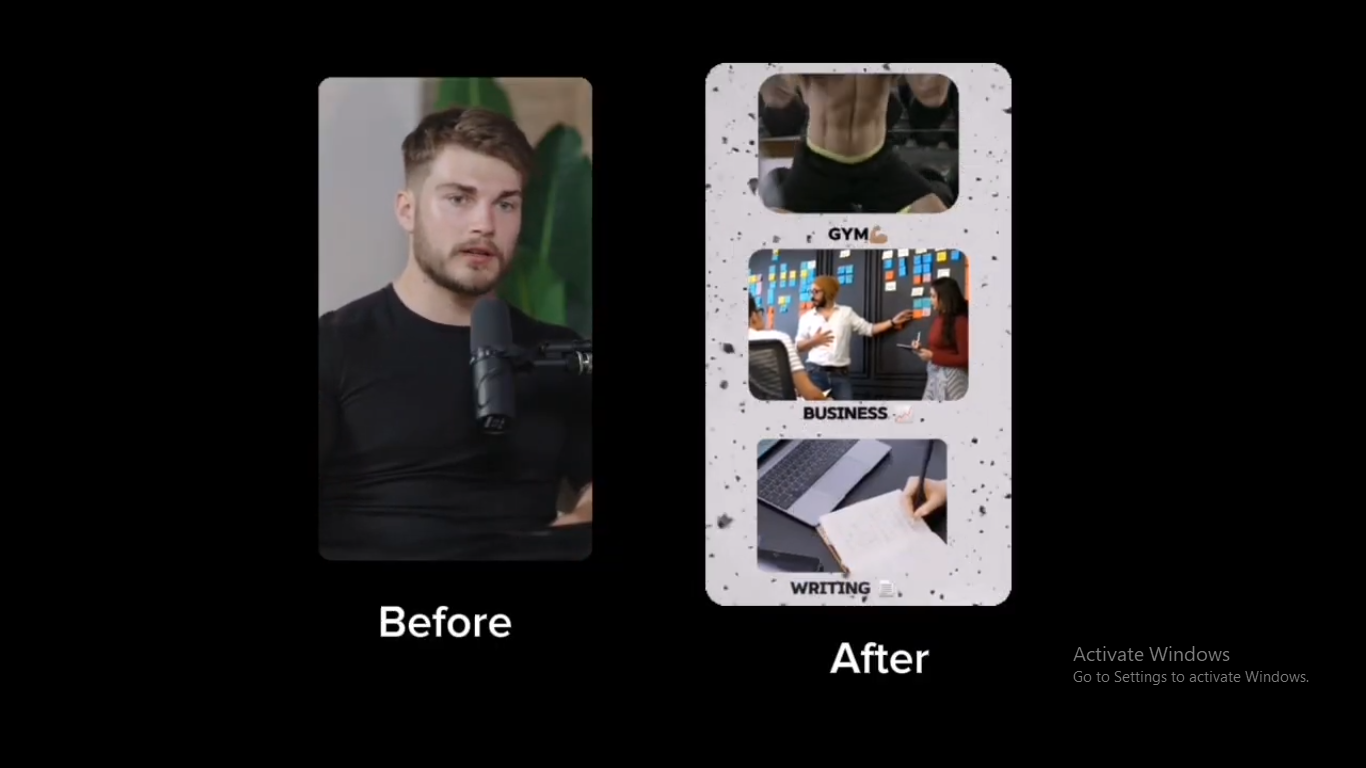 GYM💪🏽
BUSINESS 📈
WRITING 📄
Before
After
Activate Windows
Go to Settings to activate Windows.